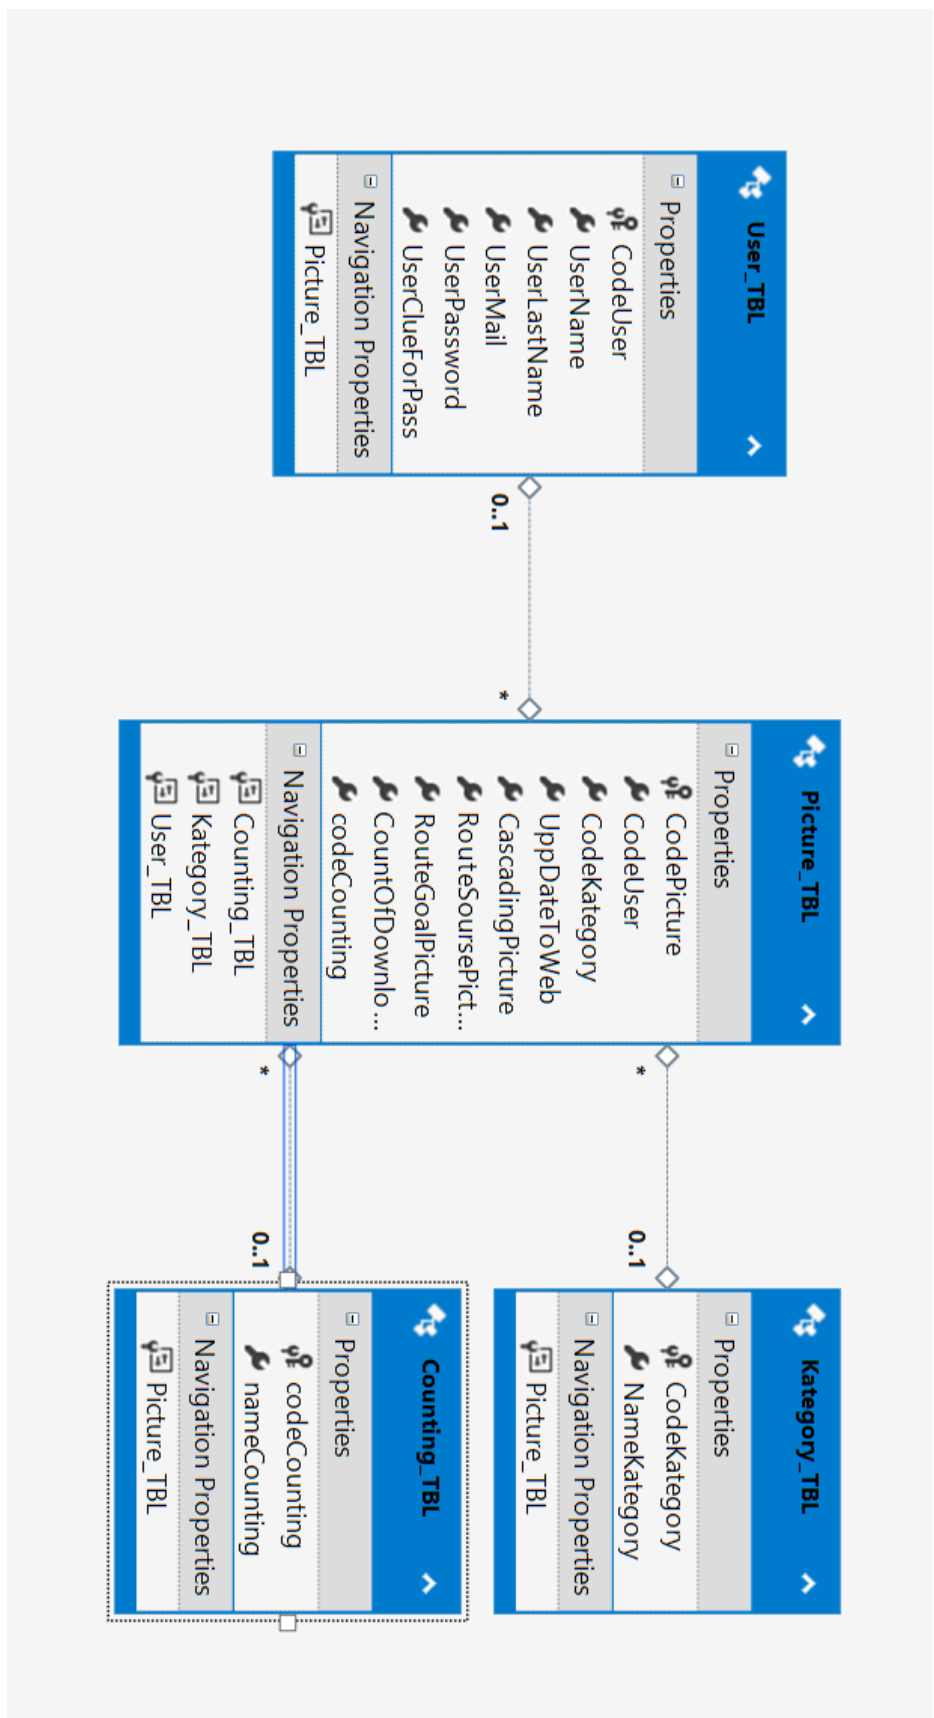 User_TBL
Properties
CodeUser
UserName
UserLastName
UserMail
UserPassword
UserClueForPass
Navigation Properties
Picture_TBL
0..1
*
Picture_TBL
Properties
CodePicture
CodeUser
CodeKategory
UppDateToWeb
CascadingPicture
RouteSoursePict...
RouteGoalPicture
CountOfDownlo...
codeCounting
Navigation Properties
Counting_TBL
Kategory_TBL
User_TBL
*
0..1
*
0..1
Kategory_TBL
Properties
CodeKategory
NameKategory
Navigation Properties
Picture_TBL
Counting_TBL
Properties
codeCounting
nameCounting
Navigation Properties
Picture_TBL